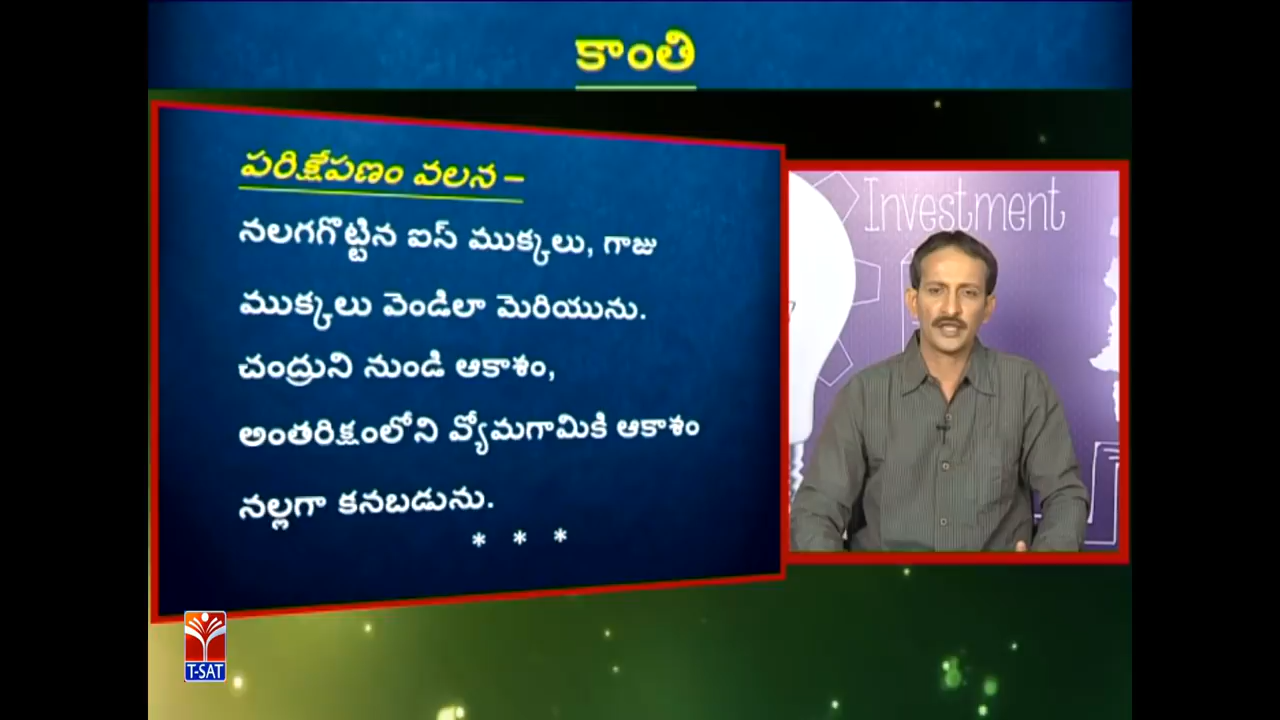 కాంతి
పరిక్షేపణం వలన –
నలగగొట్టిన ఐస్ ముక్కలు, గాజు
ముక్కలు వెండిలా మెరియును.
చంద్రుని నుండి ఆకాశం,
అంతరిక్షంలోని వ్యోమగామికి ఆకాశం
నల్లగా కనబడును.
* * *
Investment
T-SAT